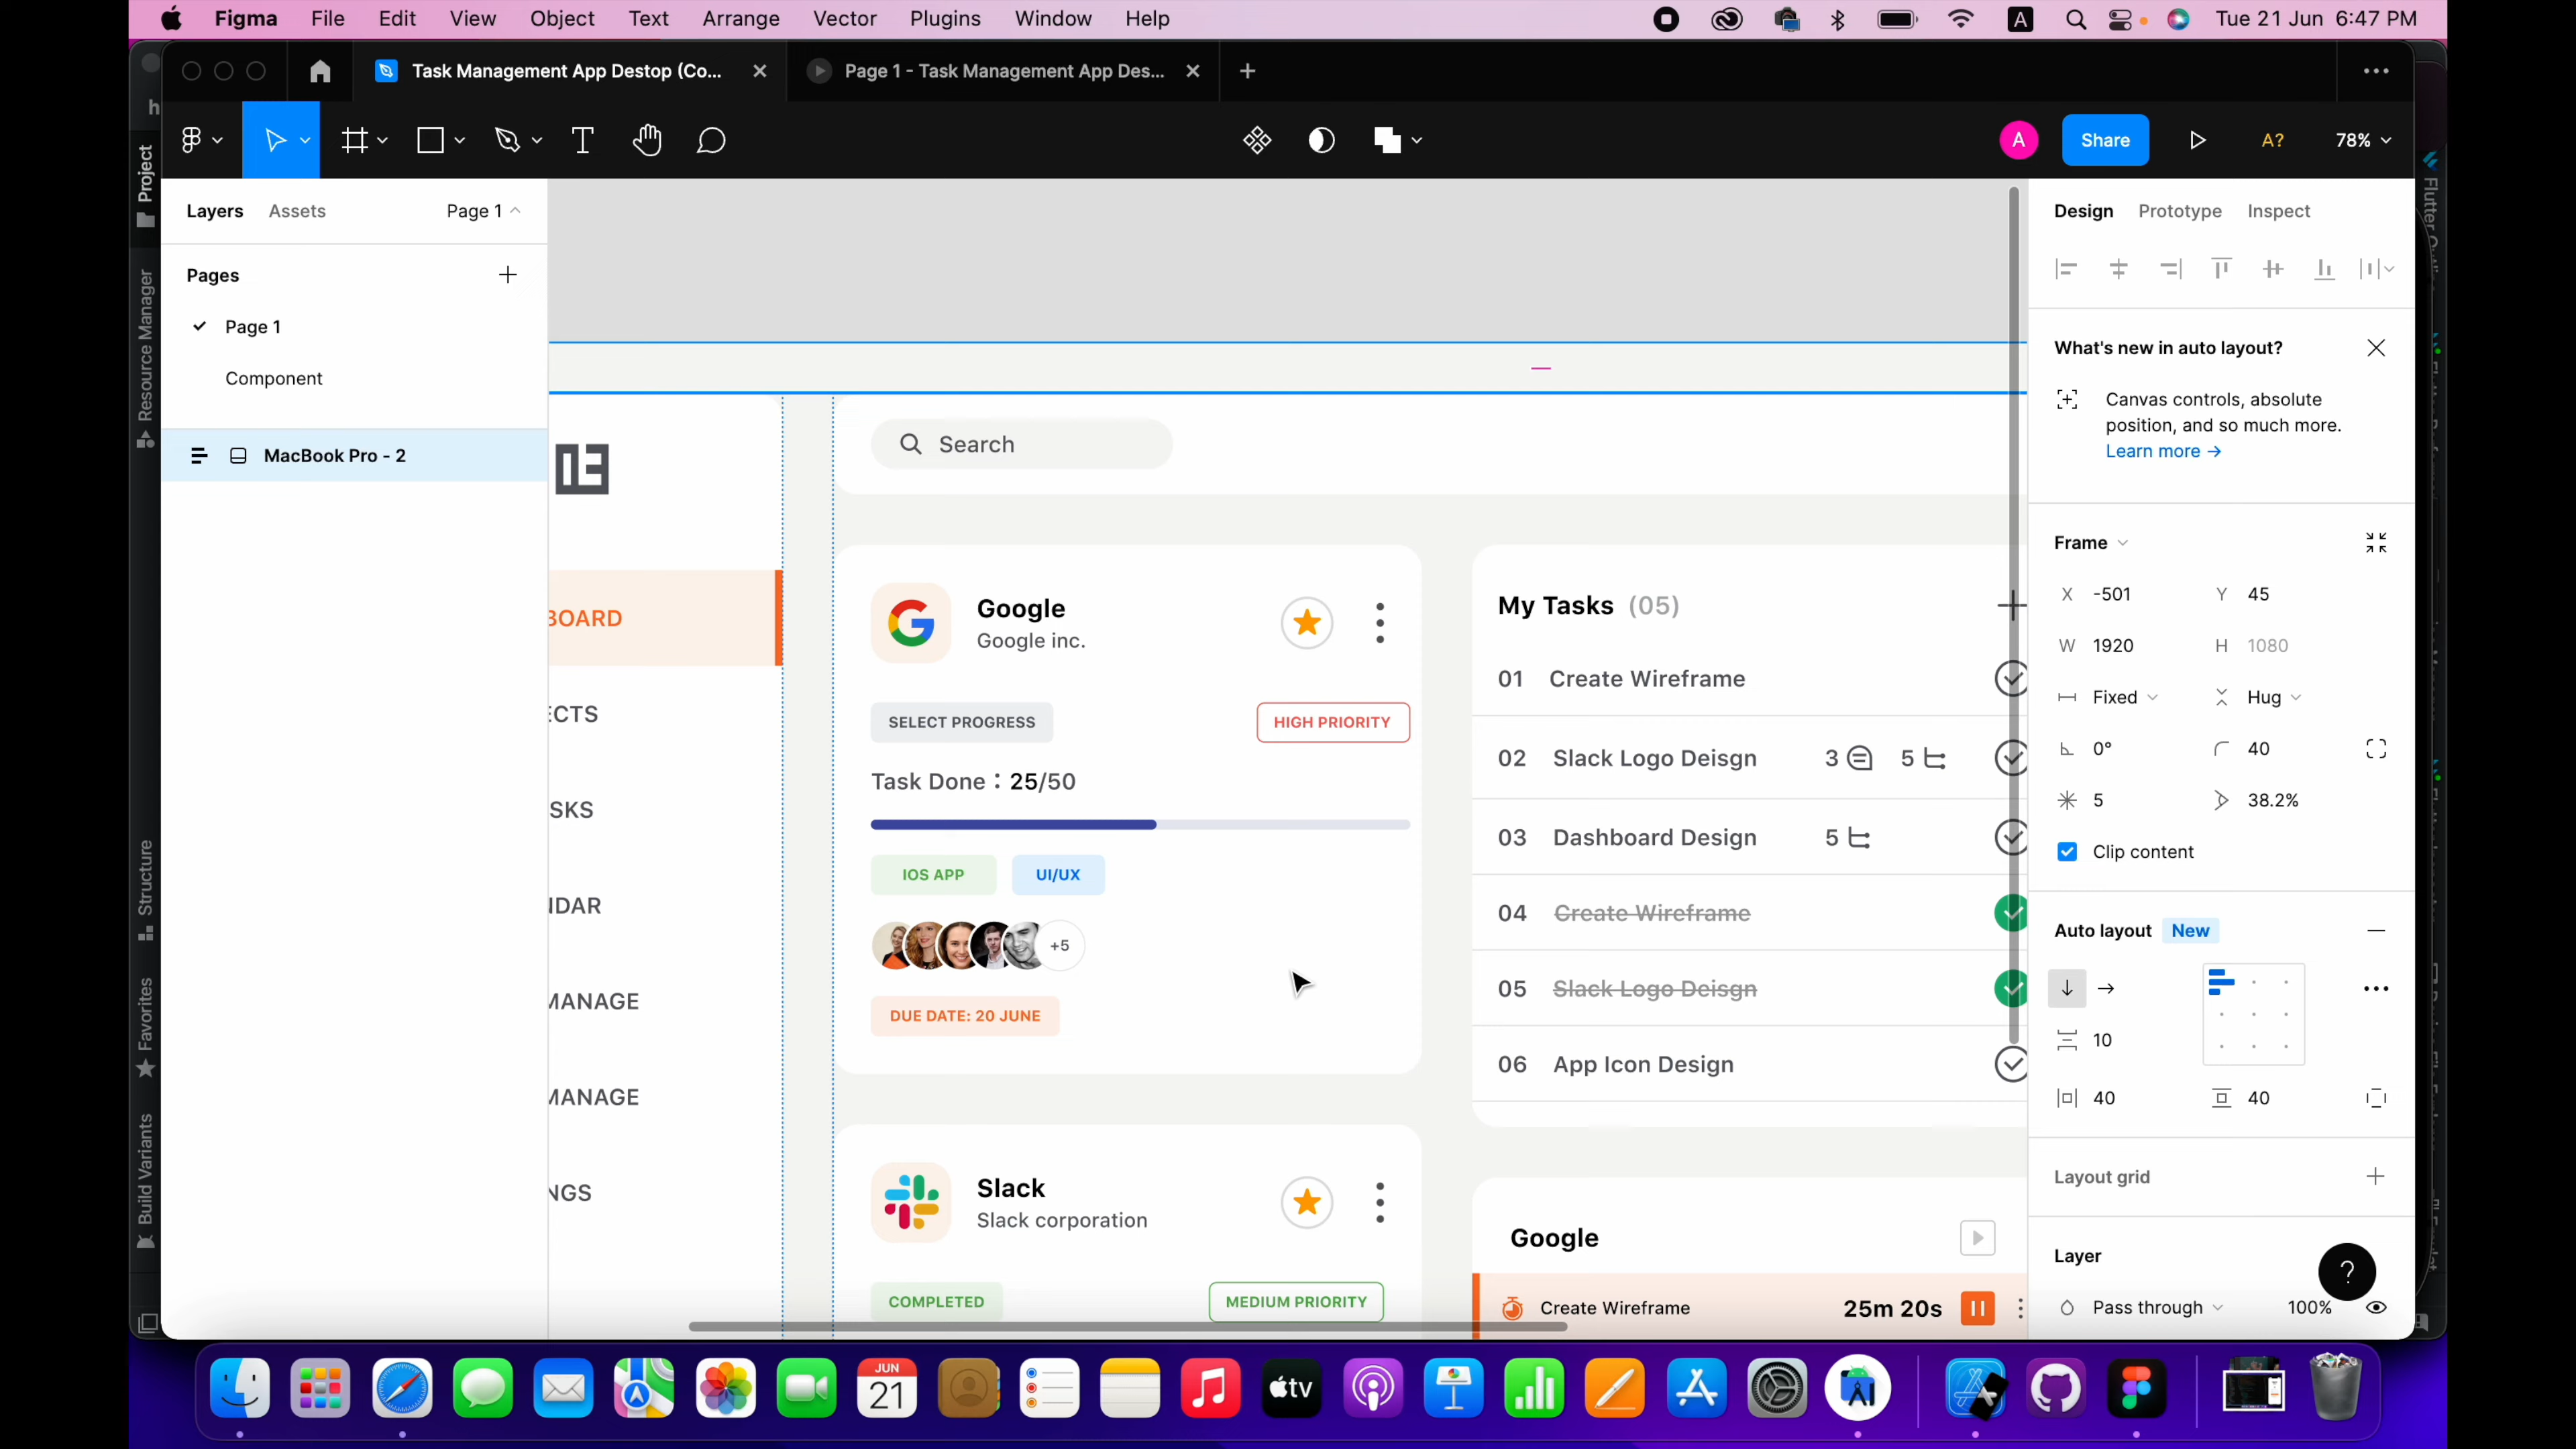 Figma File Edit View Object Text Arrange Vector Plugins Window Help
A
Tue 21 Jun 6:47 PM
Task Management App Destop (Co...
Page 1 - Task Management App Des...
A
Share
A?
78%
Project
Resource Manager
Structure
Favorites
Build Variants
Layers
Assets
Page 1
Pages
Page 1
Component
MacBook Pro - 2
BOARD
SKS
MANAGE
MANAGE
NGS
Search
Google
Google inc.
SELECT PROGRESS
HIGH PRIORITY
Task Done : 25/50
IOS APP
UI/UX
+5
DUE DATE: 20 JUNE
Slack
Slack corporation
COMPLETED
MEDIUM PRIORITY
My Tasks (05)
01 Create Wireframe
02 Slack Logo Deisgn 3 5
03 Dashboard Design 5
04 Create Wireframe
05 Slack Logo Deisgn
06 App Icon Design
Google
Create Wireframe 25m 20s
Design
Prototype
Inspect
What's new in auto layout?
Canvas controls, absolute
position, and so much more.
Learn more →
Frame
X -501
Y 45
W 1920
H 1080
Fixed
Hug
0°
40
5
38.2%
Clip content
Auto layout
New
10
40
40
Layout grid
Layer
?
Pass through
100%
JUN
21
tv